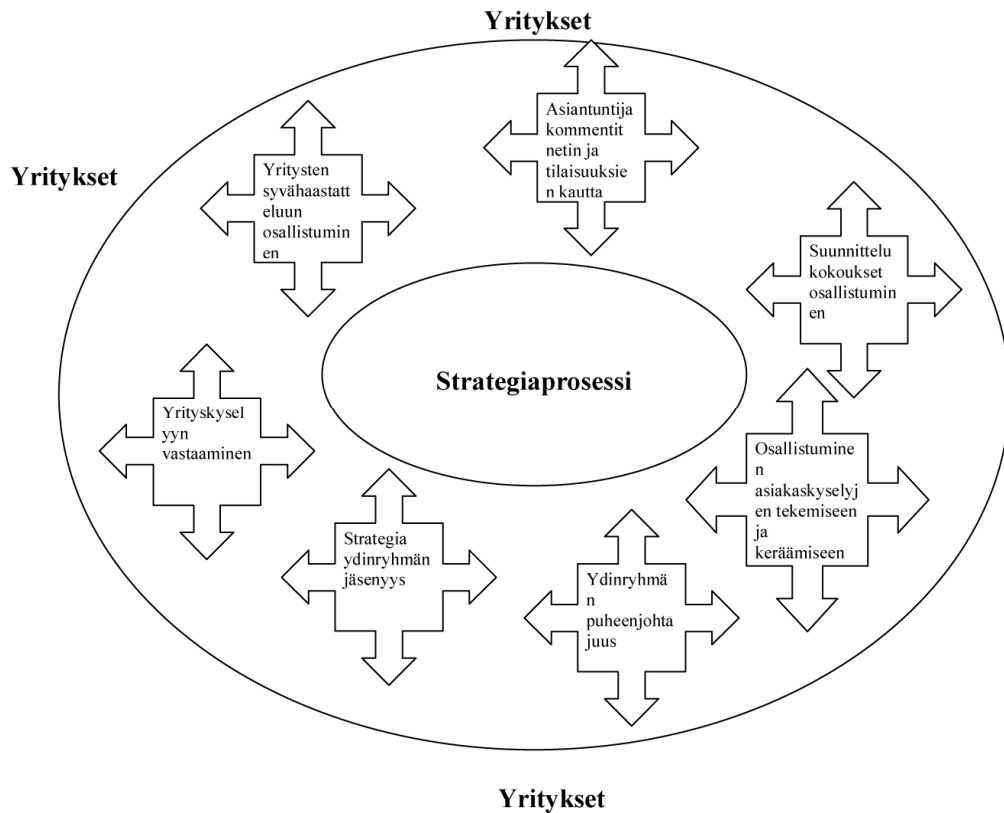 Yritykset
Asiantuntija
kommentit
netin ja
tilaisuuksie
n kautta
Yritykset
Yritysten
syvähaastatt
eluun
osallistumin
en
Suunnittelu
kokoukset
osallistumin
en
Strategiaprosessi
Yrityskysel
yyn
vastaaminen
Osallistumine
n
asiakaskyselyj
en tekemiseen
ja
keräämiseen
Strategia
ydinryhmän
jäsenyys
Ydinryhmä
n
puheenjohta
juus
Yritykset